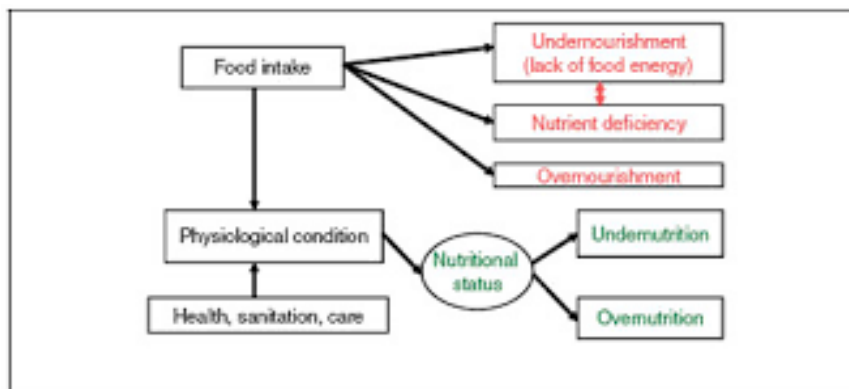 Undernourishment
(lack of food energy)
Food intake
Nutrient deficiency
Overnourishment
Physiological condition
Undernutrition
Nutritional
status
Health, sanitation, care
Overnutrition